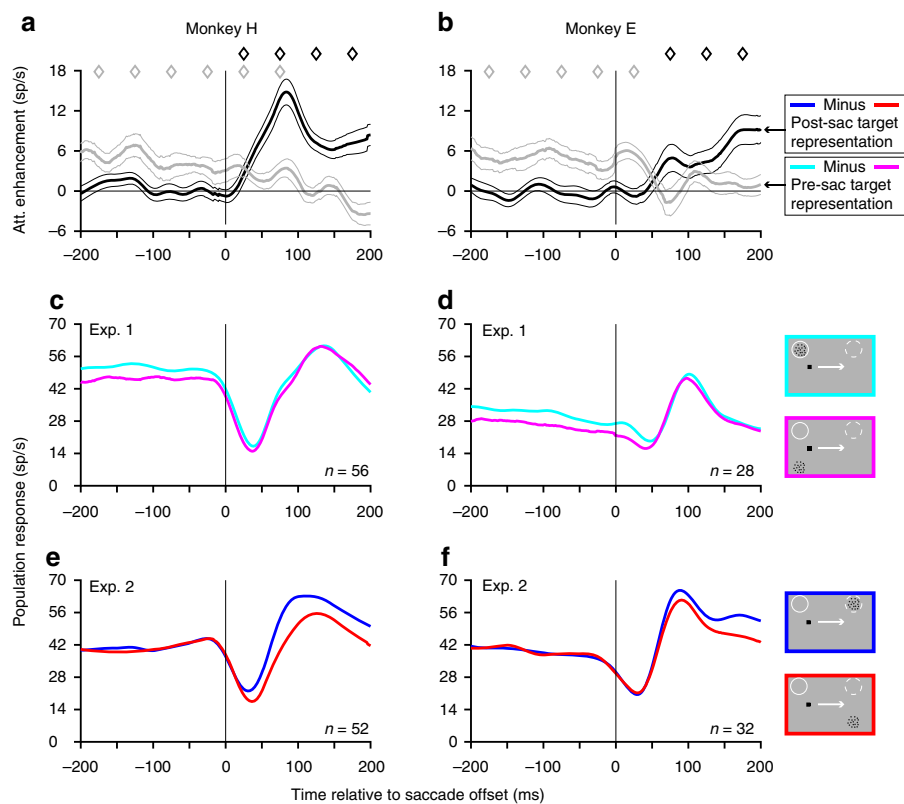 a
Monkey H
b
Monkey E
Att. enhancement (sp/s)
18
12
6
0
−6
−200 −100 0 100 200
−200 −100 0 100 200
Minus
Post-sac target
representation
Minus
Pre-sac target
representation
c
d
Population response (sp/s)
70
56
42
28
14
0
Exp. 1
n = 56
−200 −100 0 100 200
70
56
42
28
14
0
Exp. 1
n = 28
−200 −100 0 100 200
e
f
70
56
42
28
14
0
Exp. 2
n = 52
−200 −100 0 100 200
70
56
42
28
14
0
Exp. 2
n = 32
−200 −100 0 100 200
Time relative to saccade offset (ms)